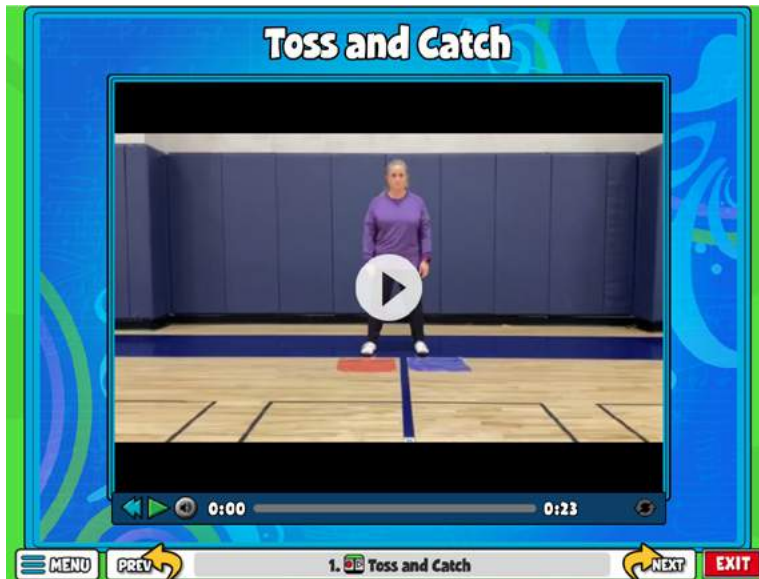 Toss and Catch
0:00 0:23
MENU PREV 1. Toss and Catch NEXT EXIT